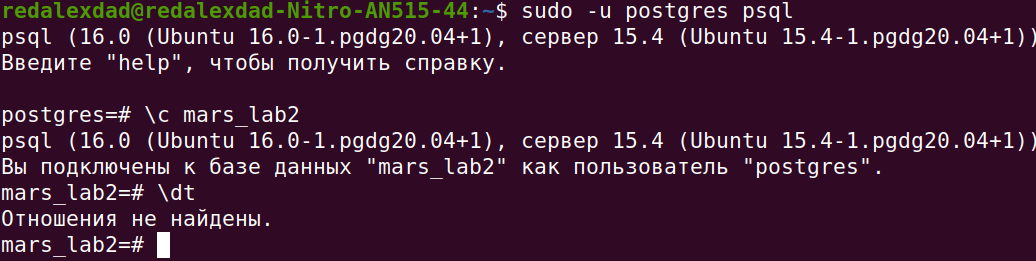 redalexdad@redalexdad-Nitro-AN515-44:~$ sudo -u postgres psql
psql (16.0 (Ubuntu 16.0-1.pgdg20.04+1), сервер 15.4 (Ubuntu 15.4-1.pgdg20.04+1))
Введите "help", чтобы получить справку.
postgres=# \c mars_lab2
psql (16.0 (Ubuntu 16.0-1.pgdg20.04+1), сервер 15.4 (Ubuntu 15.4-1.pgdg20.04+1))
Вы подключены к базе данных "mars_lab2" как пользователь "postgres".
mars_lab2=# \dt
Отношения не найдены.
mars_lab2=#